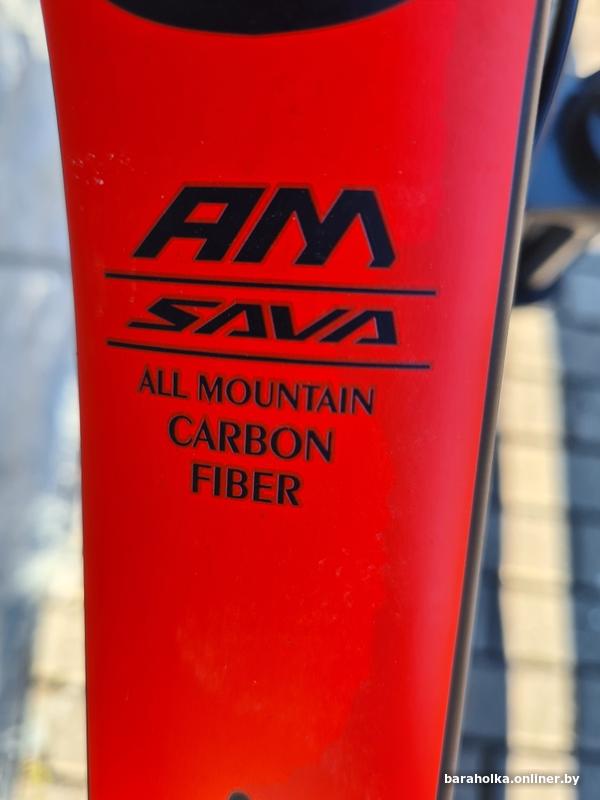 AM
SAVA
ALL MOUNTAIN
CARBON
FIBER
baraholka.onliner.by